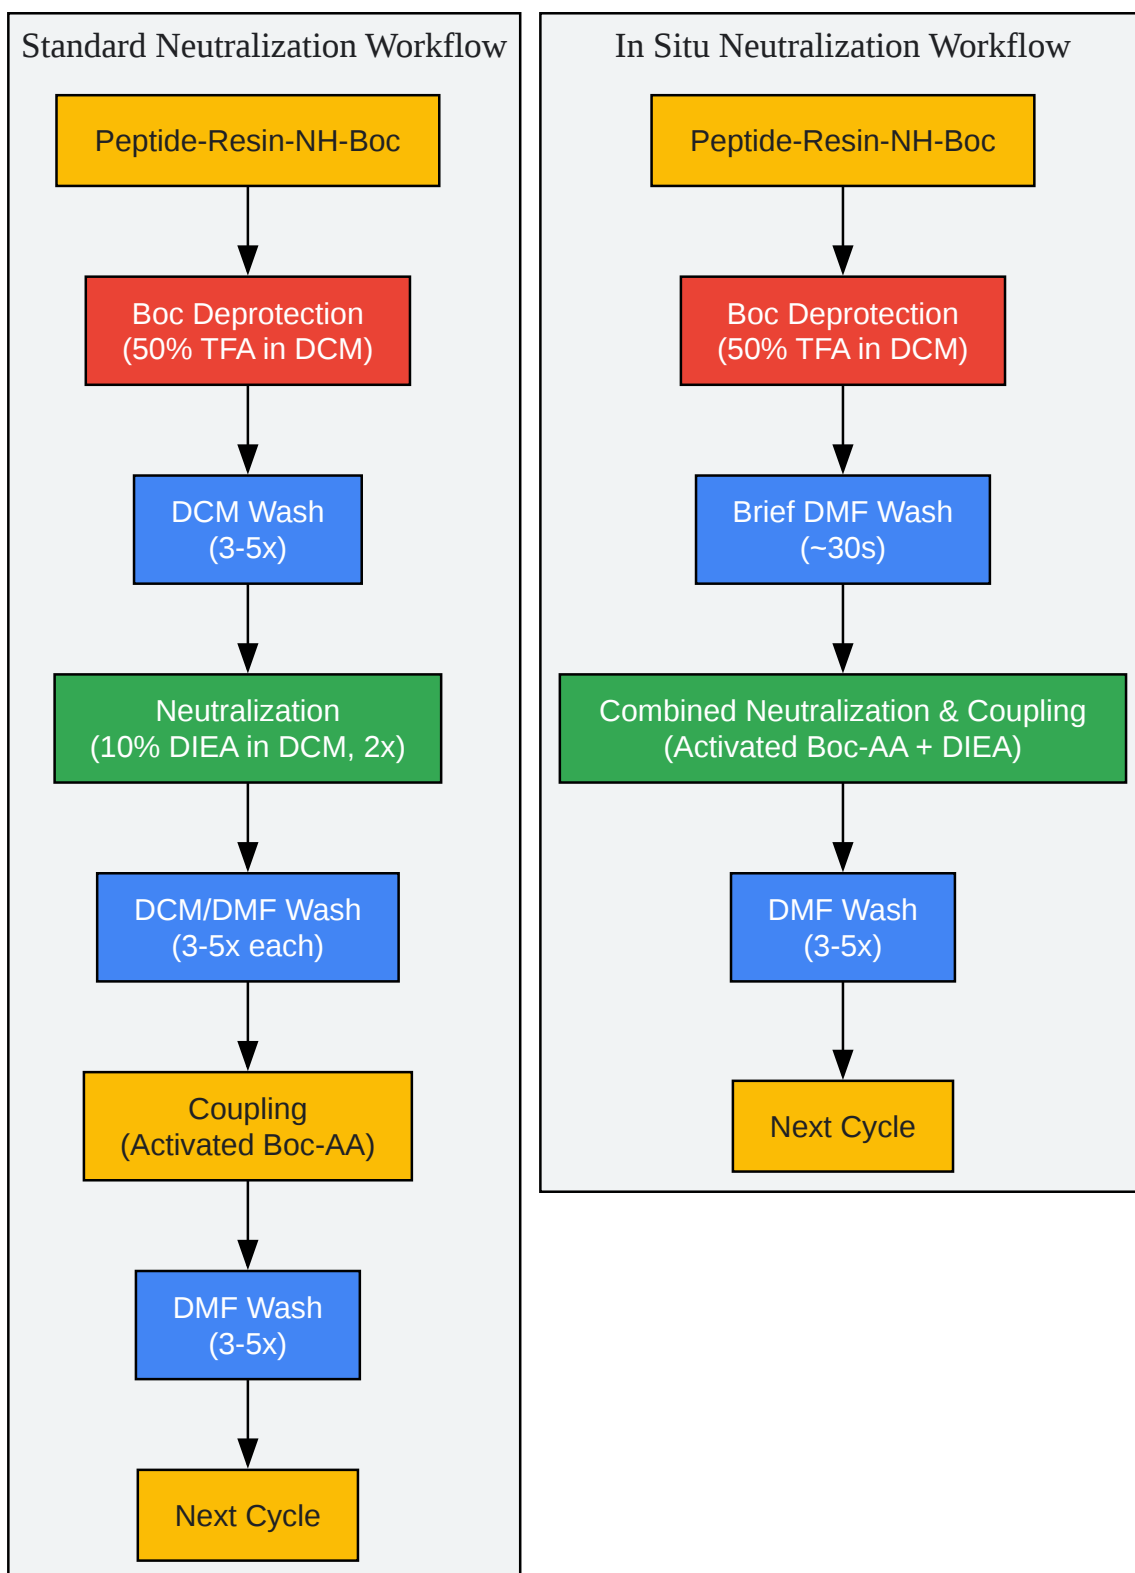 Standard Neutralization Workflow
Peptide-Resin-NH-Boc
Boc Deprotection
(50% TFA in DCM)
DCM Wash
(3-5x)
Neutralization
(10% DIEA in DCM, 2x)
DCM/DMF Wash
(3-5x each)
Coupling
(Activated Boc-AA)
DMF Wash
(3-5x)
Next Cycle
In Situ Neutralization Workflow
Peptide-Resin-NH-Boc
Boc Deprotection
(50% TFA in DCM)
Brief DMF Wash
(~30s)
Combined Neutralization & Coupling
(Activated Boc-AA + DIEA)
DMF Wash
(3-5x)
Next Cycle